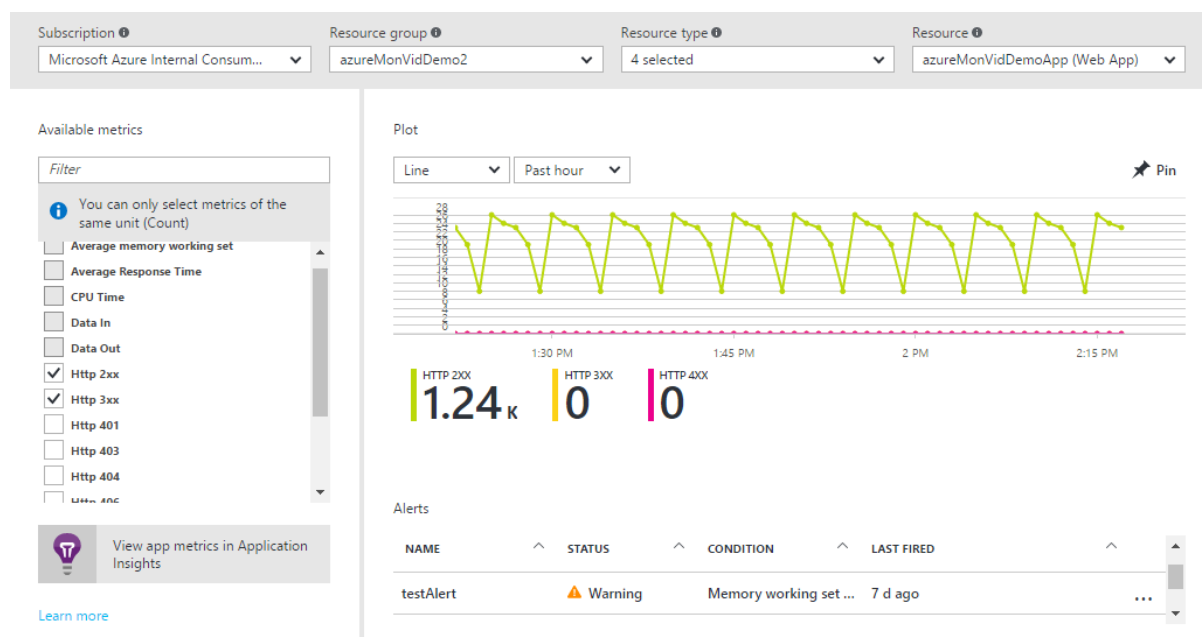 Subscription
Resource group
Resource type
Resource
Microsoft Azure Internal Consum...
azureMonVidDemo2
4 selected
azureMonVidDemoApp (Web App)
Available metrics
Filter
You can only select metrics of the
same unit (Count)
Average memory working set
Average Response Time
CPU Time
Data In
Data Out
Http 2xx
Http 3xx
Http 401
Http 403
Http 404
Http 406
View app metrics in Application
Insights
Learn more
Plot
Line
Past hour
Pin
28
10
8
0
1:30 PM
1:45 PM
2 PM
2:15 PM
HTTP 2XX
1.24 K
HTTP 3XX
0
HTTP 4XX
0
Alerts
NAME
STATUS
CONDITION
LAST FIRED
testAlert
Warning
Memory working set ...
7 d ago
...